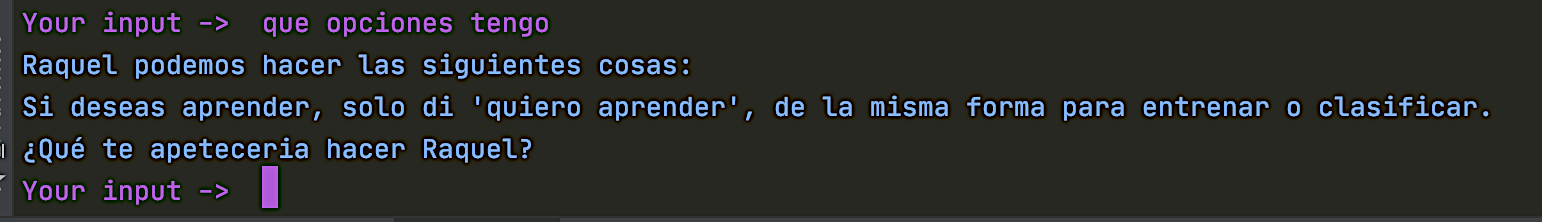 Your input ->  que opciones tengo
Raquel podemos hacer las siguientes cosas:
Si deseas aprender, solo di 'quiero aprender', de la misma forma para entrenar o clasificar.
¿Qué te apeteceria hacer Raquel?
Your input ->